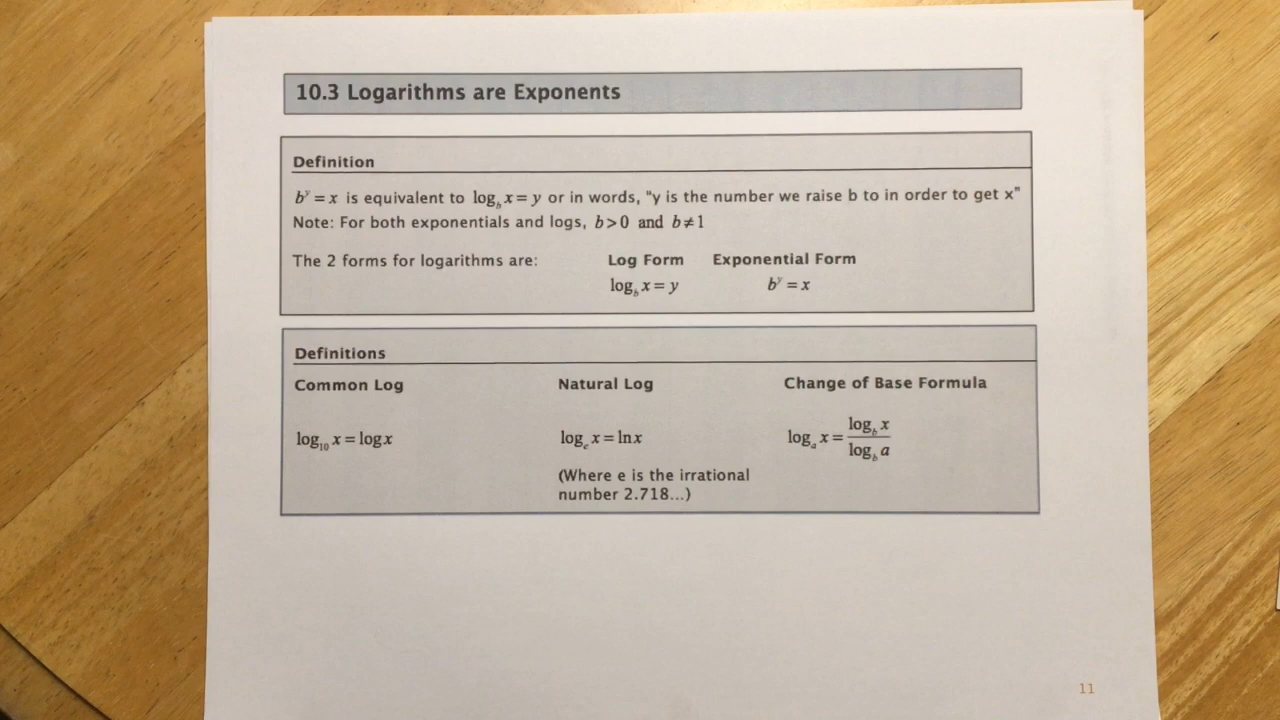 10.3 Logarithms are Exponents
Definition
bʸ = x is equivalent to log_b x = y or in words, "y is the number we raise b to in order to get x"
Note: For both exponentials and logs, b > 0 and b ≠ 1
The 2 forms for logarithms are: Log Form Exponential Form
log_b x = y bʸ = x
Definitions
Common Log Natural Log Change of Base Formula
log₁₀ x = log x log_e x = ln x log_a x = log_b x / log_b a
(Where e is the irrational
number 2.718...)
11